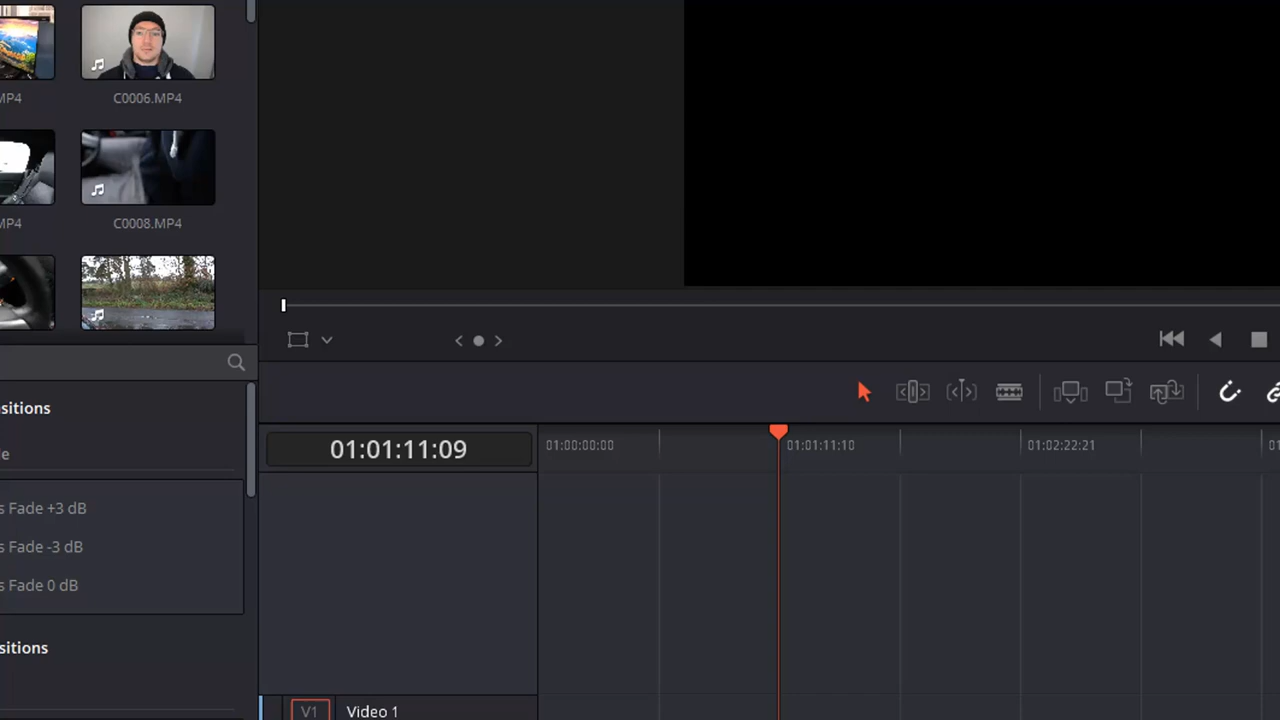 MP4
C0006.MP4
MP4
C0008.MP4
sitions
e
s Fade +3 dB
s Fade -3 dB
s Fade 0 dB
sitions
01:01:11:09
01:00:00:00
01:01:11:10
01:02:22:21
01
V1
Video 1